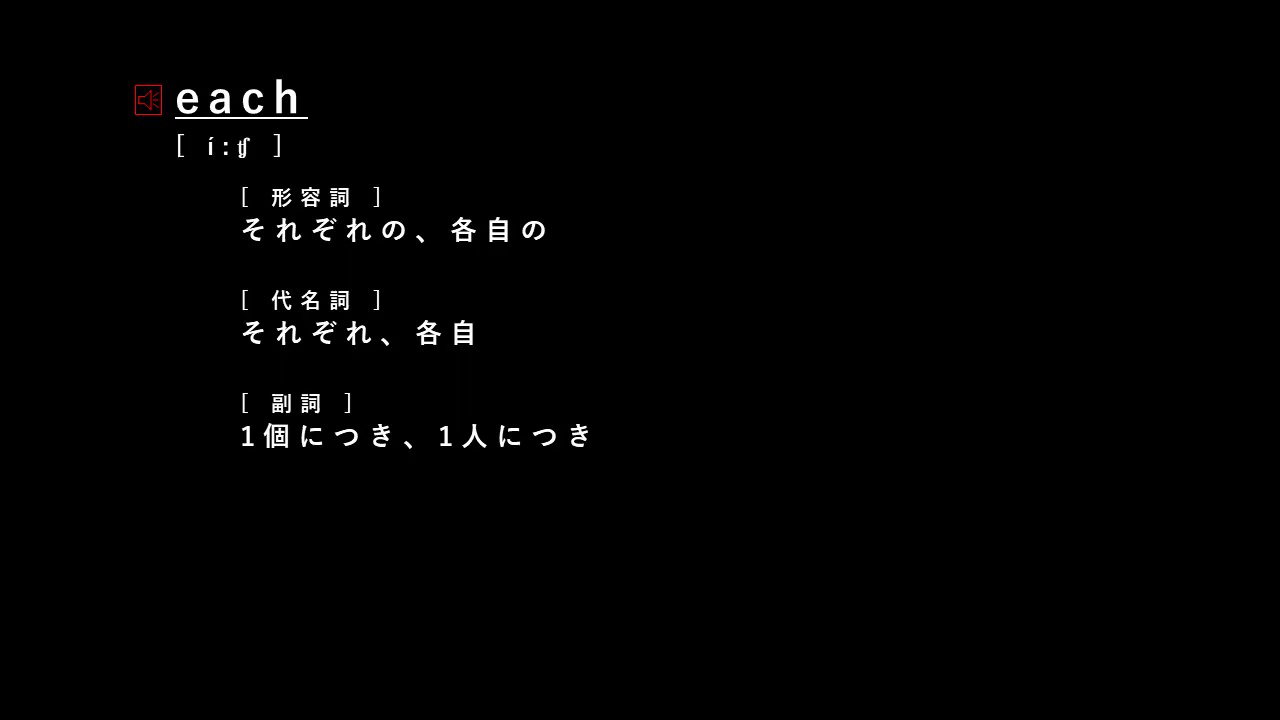 each
[ í:ʧ ]
[ 形容詞 ]
それぞれの、各自の
[ 代名詞 ]
それぞれ、各自
[ 副詞 ]
1個につき、1人につき